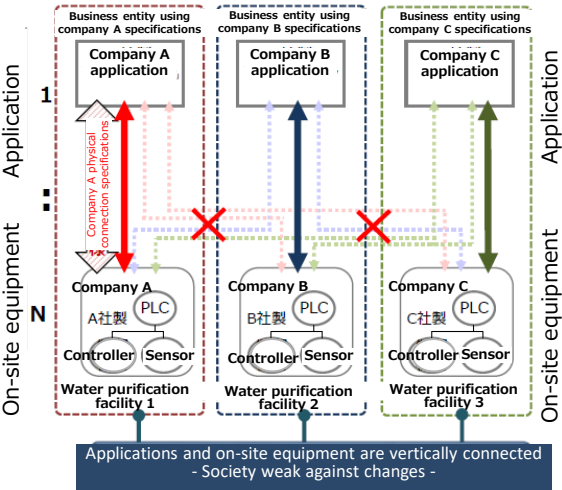 Business entity using
company A specifications
Business entity using
company B specifications
Business entity using
company C specifications
Company A
application
Company B
application
Company C
application
Application
1
:
N
On-site equipment
Company A physical
connection specifications
Application
On-site equipment
Company A
A社製
PLC
Controller
Sensor
Company B
B社製
PLC
Controller
Sensor
Company C
C社製
PLC
Controller
Sensor
Water purification
facility 1
Water purification
facility 2
Water purification
facility 3
Applications and on-site equipment are vertically connected
- Society weak against changes -